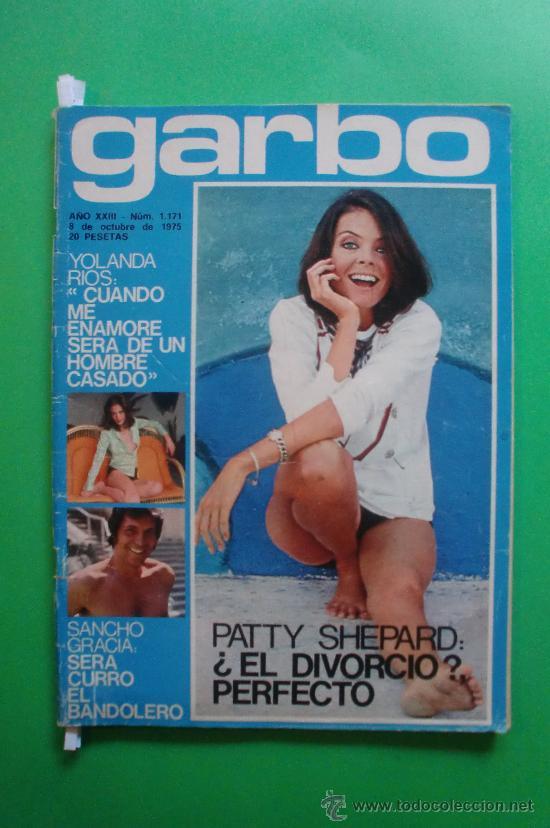 garbo
AÑO XXIII - Núm. 1.171
8 de octubre de 1975
20 PESETAS
YOLANDA
RIOS:
« CUANDO
ME
ENAMORE
SERA DE UN
HOMBRE
CASADO»
SANCHO
GRACIA:
SERA
CURRO
EL
BANDOLERO
PATTY SHEPARD:
¿ EL DIVORCIO ?
PERFECTO
© www.todocoleccion.net